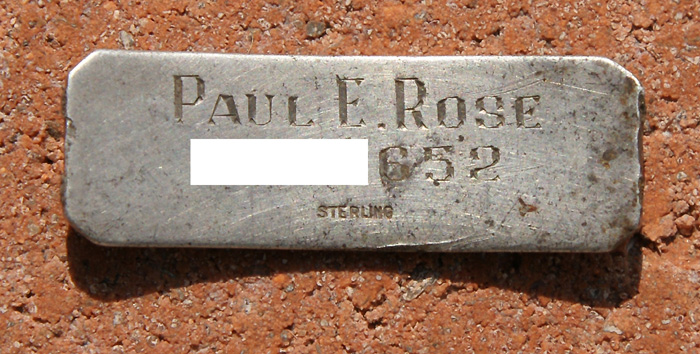 PAUL E. ROSE
652
STERLING